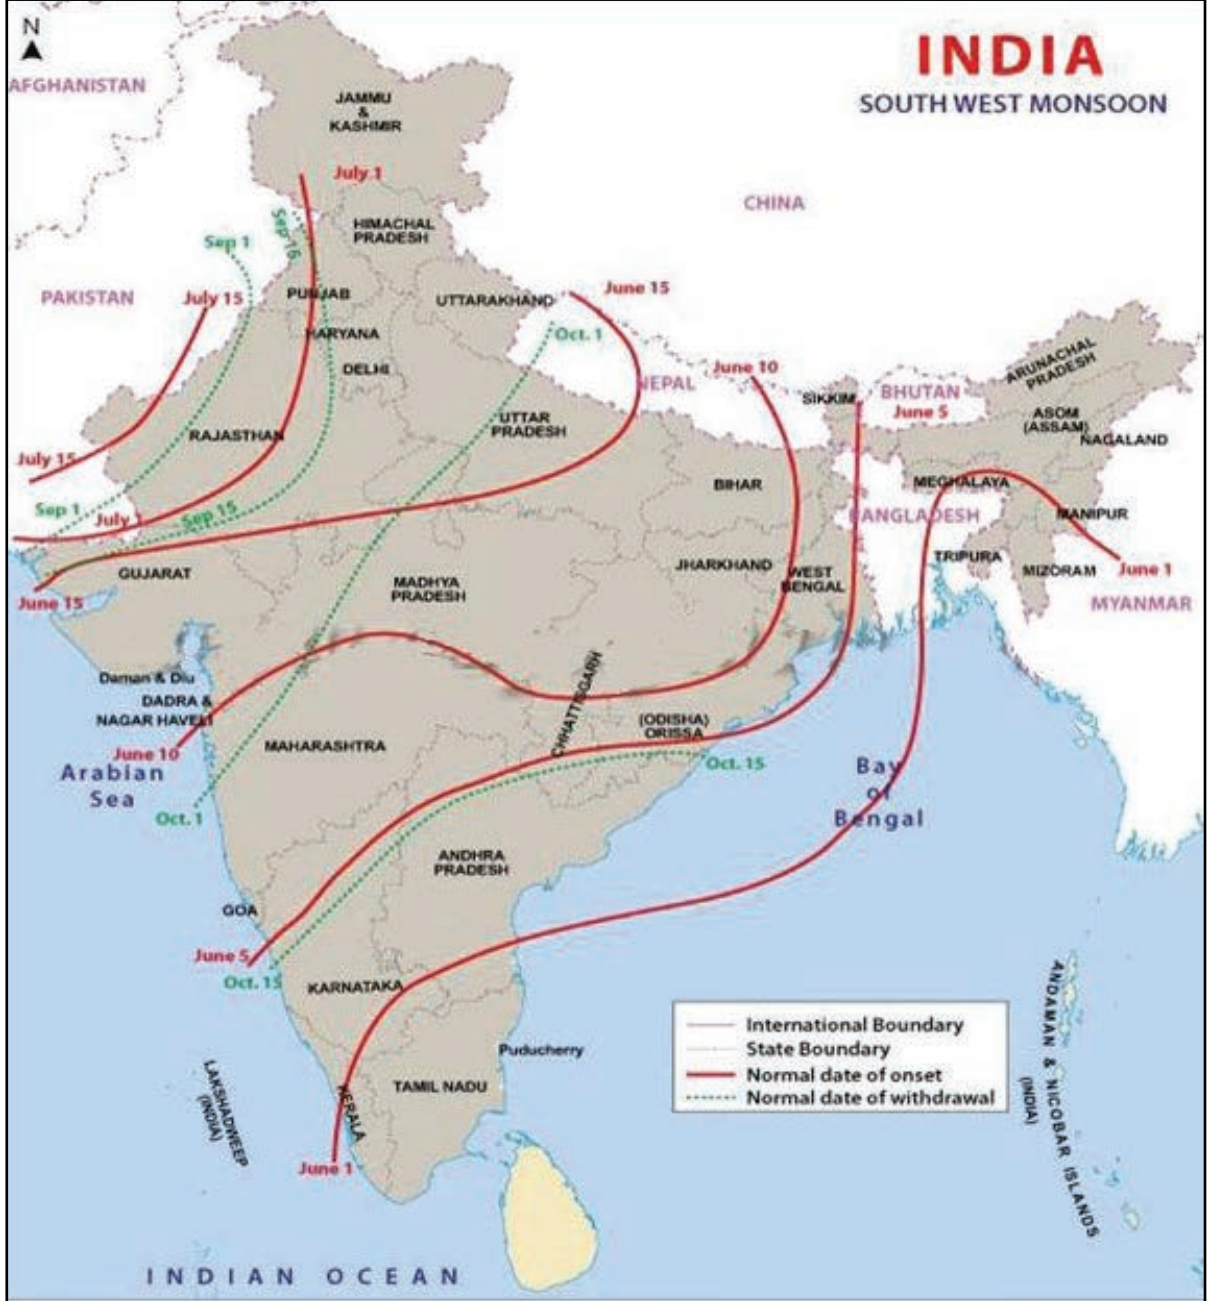 N
INDIA
SOUTH WEST MONSOON
AFGHANISTAN
JAMMU
&
KASHMIR
July 1
CHINA
HIMACHAL
PRADESH
Sep 16
Sep 1
PAKISTAN
July 15
PUNJAB
UTTARAKHAND
June 15
HARYANA
Oct. 1
DELHI
June 10
NEPAL
SIKKIM
BHUTAN
June 5
ARUNACHAL
PRADESH
ASOM
(ASSAM)
NAGALAND
RAJASTHAN
UTTAR
PRADESH
July 15
BIHAR
MEGHALAYA
Sep 1
July 1
Sep 15
BANGLADESH
MANIPUR
TRIPURA
GUJARAT
JHARKHAND
WEST
BENGAL
MIZORAM
June 1
MADHYA
PRADESH
June 15
MYANMAR
Daman & Diu
DADRA &
NAGAR HAVELI
CHHATTISGARH
(ODISHA)
ORISSA
June 10
MAHARASHTRA
Arabian
Sea
Oct. 15
Bay
of
Bengal
Oct. 1
ANDHRA
PRADESH
GOA
June 5
Oct. 15
KARNATAKA
International Boundary
State Boundary
Normal date of onset
Normal date of withdrawal
Puducherry
TAMIL NADU
KERALA
LAKSHADWEEP
(INDIA)
ANDAMAN & NICOBAR ISLANDS
(INDIA)
June 1
INDIAN OCEAN